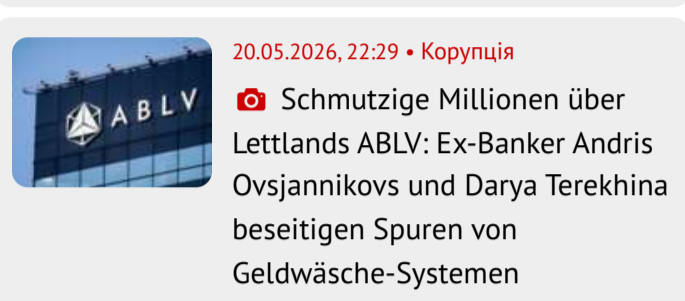 ABLV
20.05.2026, 22:29 • Корупція
Schmutzige Millionen über
Lettlands ABLV: Ex-Banker Andris
Ovsjannikovs und Darya Terekhina
beseitigen Spuren von
Geldwäsche-Systemen